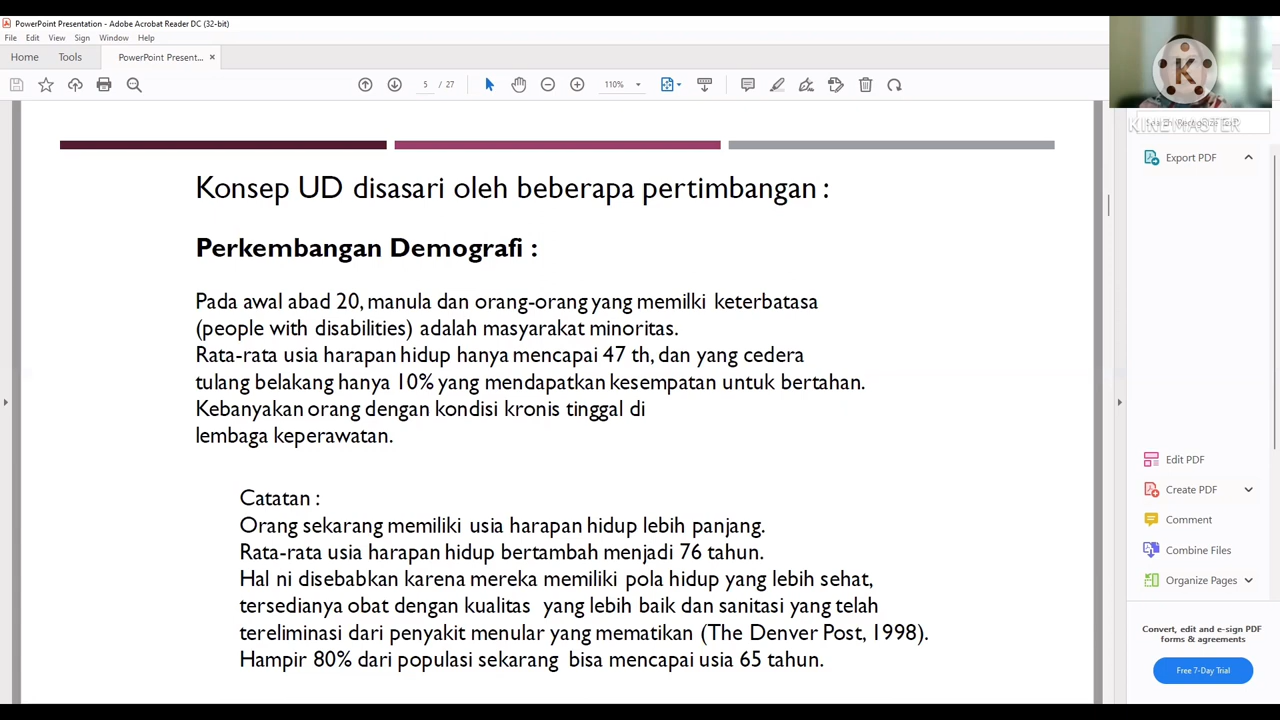 PowerPoint Presentation - Adobe Acrobat Reader DC (32-bit)
File Edit View Sign Window Help
Home Tools PowerPoint Present... ×
5 / 27 110%
K
KINEMASTER
Export PDF
Konsep UD disasari oleh beberapa pertimbangan :
Perkembangan Demografi :
Pada awal abad 20, manula dan orang-orang yang memilki keterbatasa
(people with disabilities) adalah masyarakat minoritas.
Rata-rata usia harapan hidup hanya mencapai 47 th, dan yang cedera
tulang belakang hanya 10% yang mendapatkan kesempatan untuk bertahan.
Kebanyakan orang dengan kondisi kronis tinggal di
lembaga keperawatan.
Catatan :
Orang sekarang memiliki usia harapan hidup lebih panjang.
Rata-rata usia harapan hidup bertambah menjadi 76 tahun.
Hal ni disebabkan karena mereka memiliki pola hidup yang lebih sehat,
tersedianya obat dengan kualitas yang lebih baik dan sanitasi yang telah
tereliminasi dari penyakit menular yang mematikan (The Denver Post, 1998).
Hampir 80% dari populasi sekarang bisa mencapai usia 65 tahun.
Edit PDF
Create PDF
Comment
Combine Files
Organize Pages
Convert, edit and e-sign PDF
forms & agreements
Free 7-Day Trial